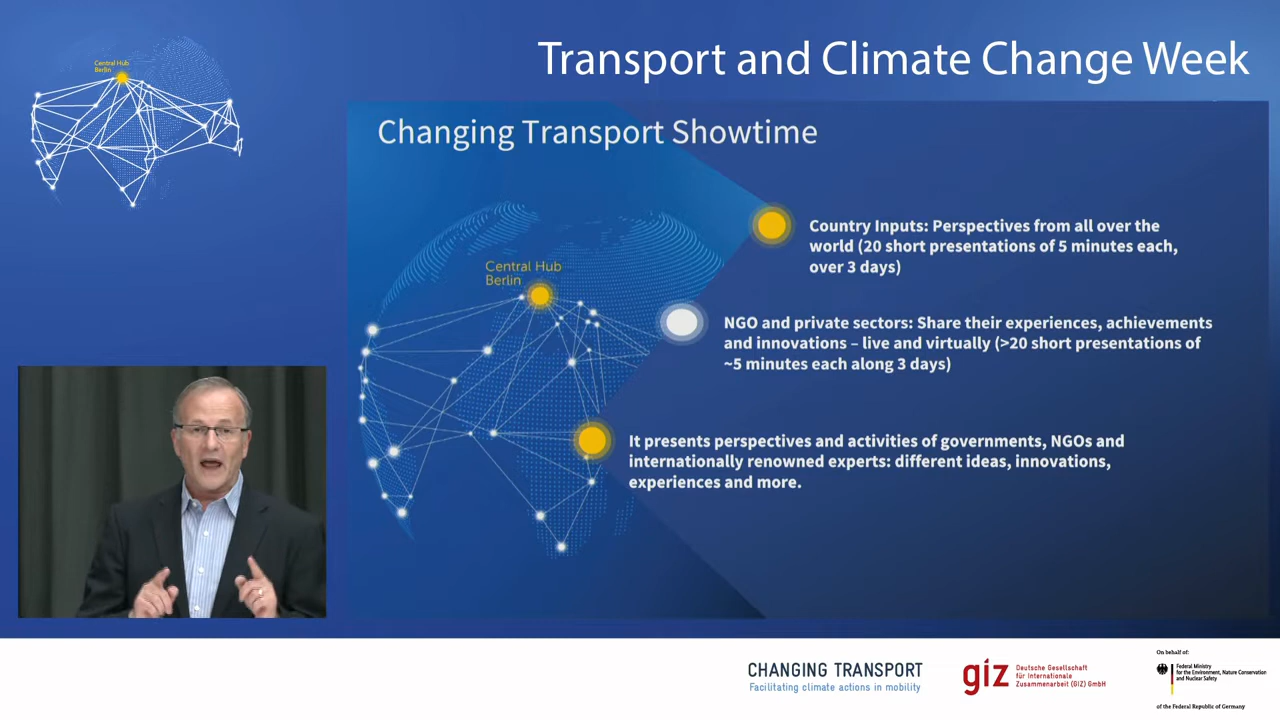 Transport and Climate Change Week
Central Hub
Berlin
Changing Transport Showtime
Country Inputs: Perspectives from all over the
world (20 short presentations of 5 minutes each,
over 3 days)
Central Hub
Berlin
NGO and private sectors: Share their experiences, achievements
and innovations – live and virtually (>20 short presentations of
~5 minutes each along 3 days)
It presents perspectives and activities of governments, NGOs and
internationally renowned experts: different ideas, innovations,
experiences and more.
CHANGING TRANSPORT
Facilitating climate actions in mobility
giz
Deutsche Gesellschaft
für Internationale
Zusammenarbeit (GIZ) GmbH
On behalf of:
Federal Ministry
for the Environment, Nature Conservation
and Nuclear Safety
of the Federal Republic of Germany